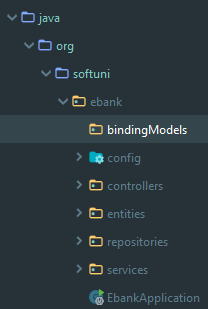 java
org
softuni
ebank
bindingModels
config
controllers
entities
repositories
services
EbankApplication